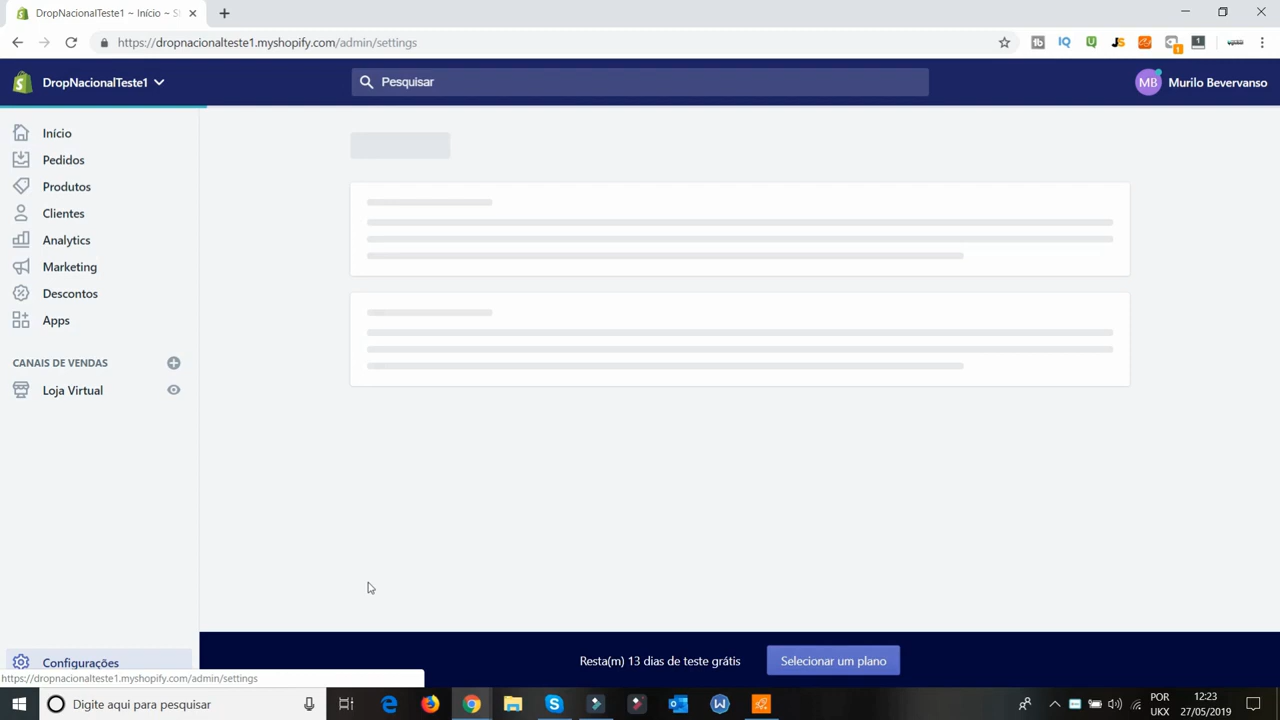 DropNacionalTeste1 ~ Início ~ S
https://dropnacionalteste1.myshopify.com/admin/settings
DropNacionalTeste1
Pesquisar
MB
Murilo Bevervanso
Início
Pedidos
Produtos
Clientes
Analytics
Marketing
Descontos
Apps
CANAIS DE VENDAS
Loja Virtual
Configurações
Resta(m) 13 dias de teste grátis
Selecionar um plano
https://dropnacionalteste1.myshopify.com/admin/settings
Digite aqui para pesquisar
POR
UKX
12:23
27/05/2019